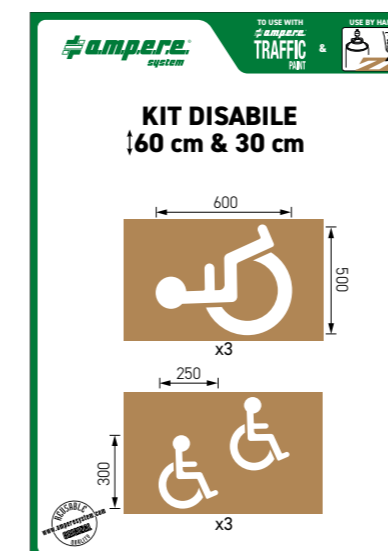 ampere
system
TO USE WITH
ampere
TRAFFIC
PAINT
&
USE BY HA
KIT DISABILE
60 cm & 30 cm
600
500
x3
250
300
x3
REUSABLE
www.amperesystem.com
QUALITY